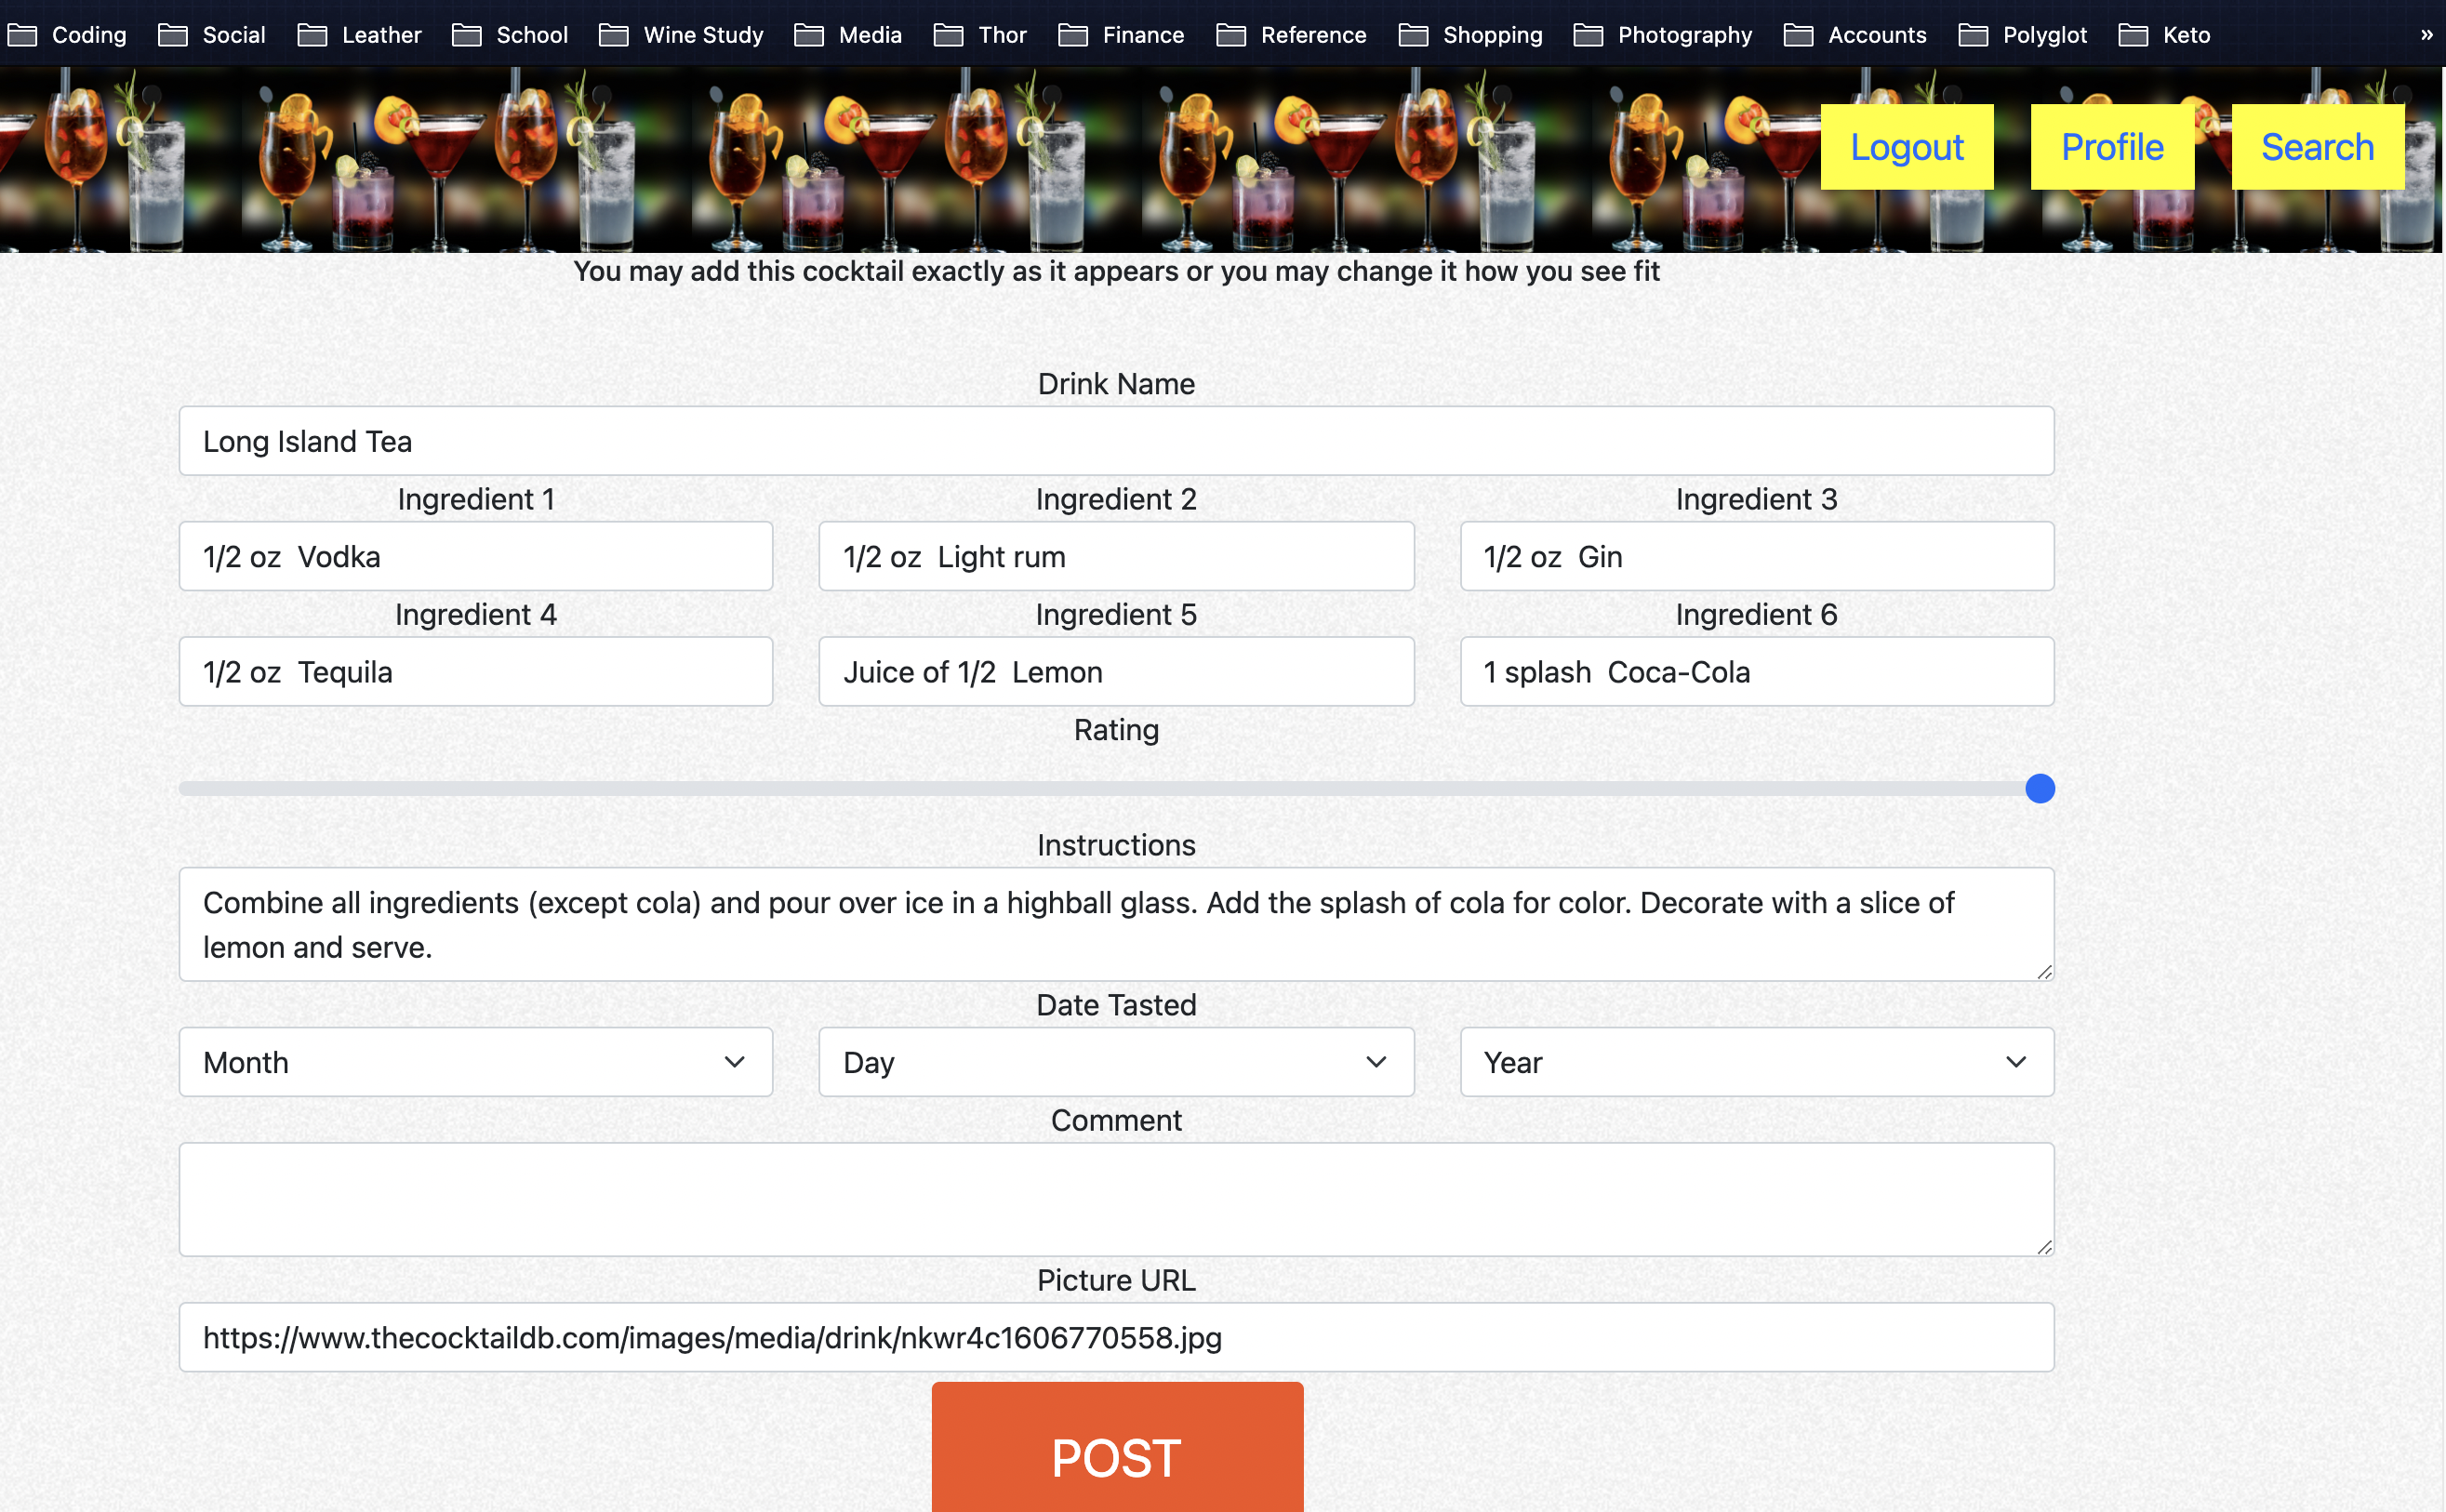 Coding Social Leather School Wine Study Media Thor Finance Reference Shopping Photography Accounts Polyglot Keto »
Logout Profile Search
You may add this cocktail exactly as it appears or you may change it how you see fit
Drink Name
Long Island Tea
Ingredient 1 Ingredient 2 Ingredient 3
1/2 oz Vodka 1/2 oz Light rum 1/2 oz Gin
Ingredient 4 Ingredient 5 Ingredient 6
1/2 oz Tequila Juice of 1/2 Lemon 1 splash Coca-Cola
Rating
Instructions
Combine all ingredients (except cola) and pour over ice in a highball glass. Add the splash of cola for color. Decorate with a slice of
lemon and serve.
Date Tasted
Month Day Year
Comment
Picture URL
https://www.thecocktaildb.com/images/media/drink/nkwr4c1606770558.jpg
POST